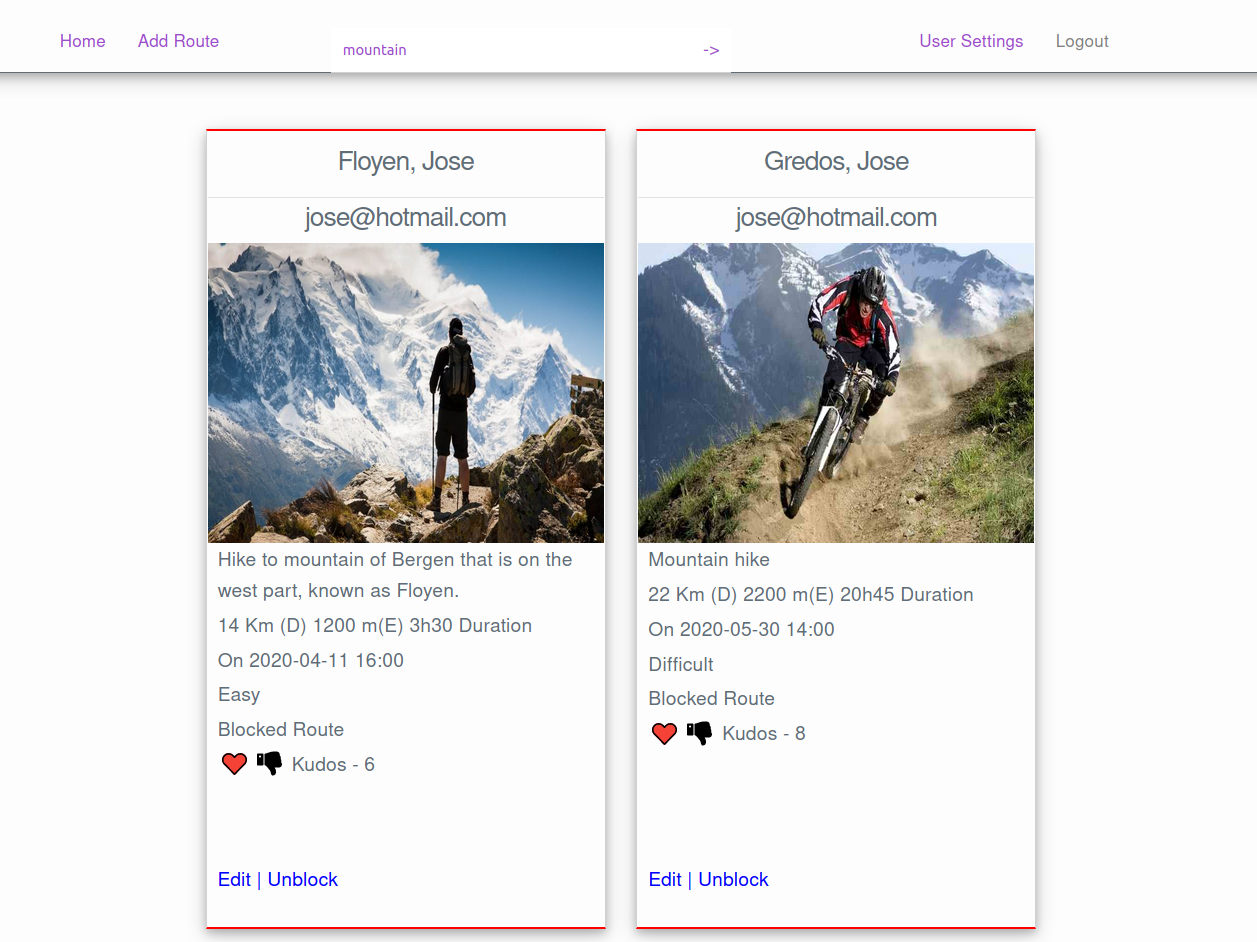 Home Add Route mountain -> User Settings Logout
Floyen, Jose
jose@hotmail.com
Hike to mountain of Bergen that is on the
west part, known as Floyen.
14 Km (D) 1200 m(E) 3h30 Duration
On 2020-04-11 16:00
Easy
Blocked Route
Kudos - 6
Edit | Unblock
Gredos, Jose
jose@hotmail.com
Mountain hike
22 Km (D) 2200 m(E) 20h45 Duration
On 2020-05-30 14:00
Difficult
Blocked Route
Kudos - 8
Edit | Unblock